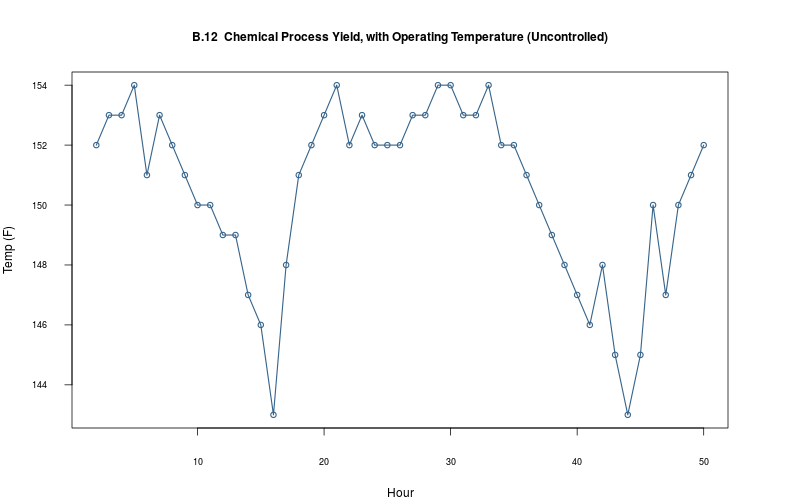 B.12 Chemical Process Yield, with Operating Temperature (Uncontrolled)
154
152
150
148
146
144
Temp (F)
10 20 30 40 50
Hour